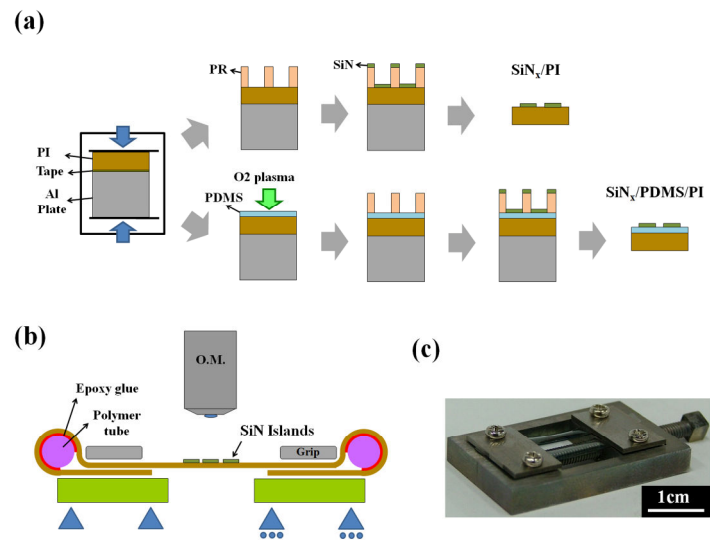 (a)
PR
SiN
SiNx/PI
PI
Tape
Al
Plate
O2 plasma
PDMS
SiNx/PDMS/PI
(b)
O.M.
Epoxy glue
Polymer
tube
SiN Islands
Grip
(c)
1cm